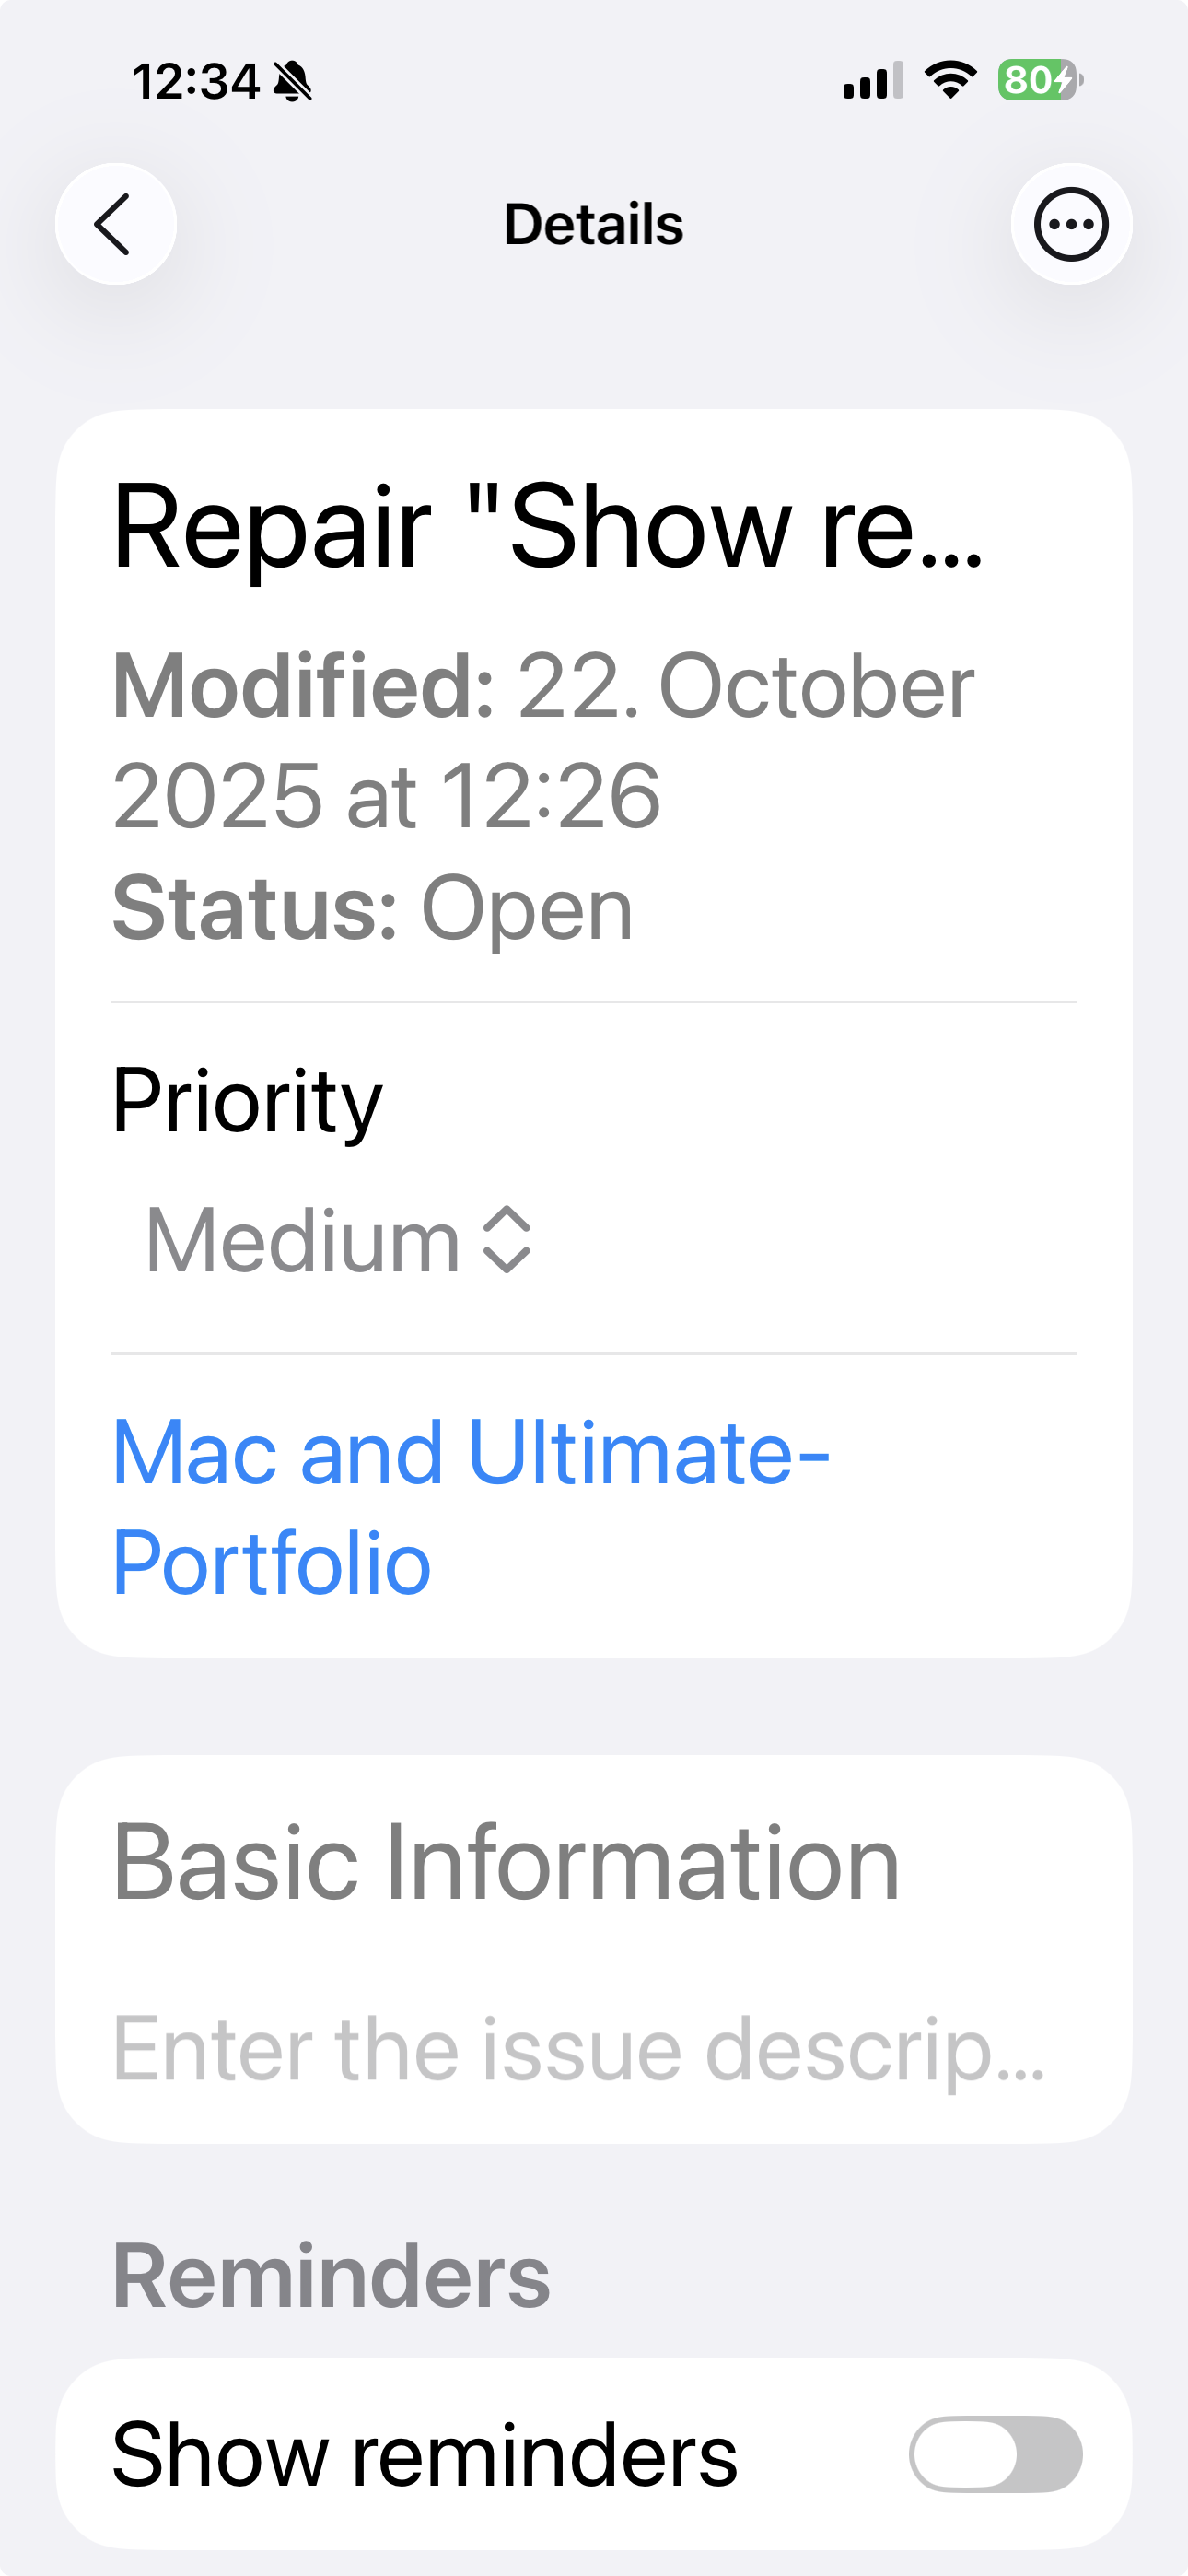 12:34
80
Details
Repair "Show re...
Modified: 22. October
2025 at 12:26
Status: Open
Priority
Medium
Mac and Ultimate-
Portfolio
Basic Information
Enter the issue descrip...
Reminders
Show reminders